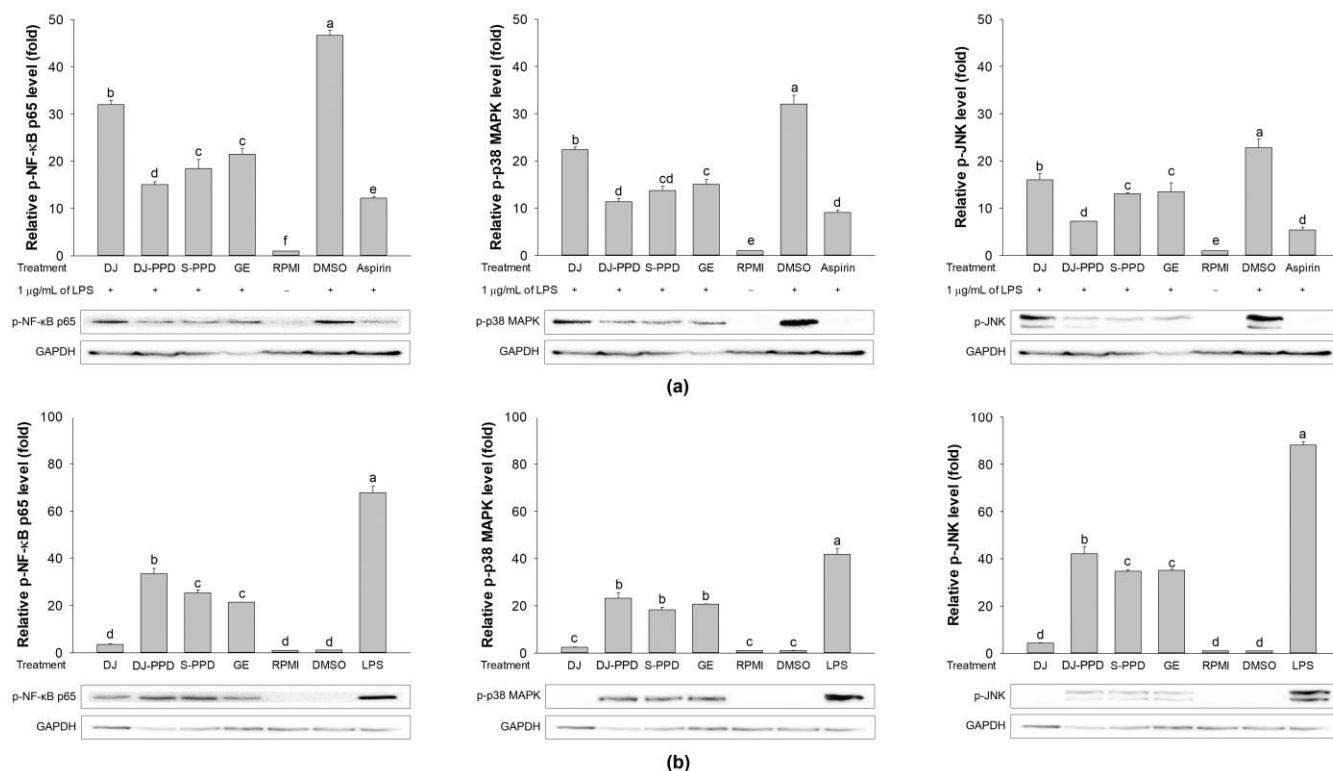 Relative p-NF-κB p65 level (fold)
50
40
30
20
10
0
b
d
c
c
f
a
e
Treatment DJ DJ-PPD S-PPD GE RPMI DMSO Aspirin
1 µg/mL of LPS + + + + – + +
p-NF-κB p65
GAPDH
Relative p-p38 MAPK level (fold)
50
40
30
20
10
0
b
d
cd
c
e
a
d
Treatment DJ DJ-PPD S-PPD GE RPMI DMSO Aspirin
1 µg/mL of LPS + + + + – + +
p-p38 MAPK
GAPDH
Relative p-JNK level (fold)
50
40
30
20
10
0
b
d
c
c
e
a
d
Treatment DJ DJ-PPD S-PPD GE RPMI DMSO Aspirin
1 µg/mL of LPS + + + + – + +
p-JNK
GAPDH
(a)
Relative p-NF-κB p65 level (fold)
100
80
60
40
20
0
d
b
c
c
d
d
a
Treatment DJ DJ-PPD S-PPD GE RPMI DMSO LPS
p-NF-κB p65
GAPDH
Relative p-p38 MAPK level (fold)
100
80
60
40
20
0
c
b
b
b
c
c
a
Treatment DJ DJ-PPD S-PPD GE RPMI DMSO LPS
p-p38 MAPK
GAPDH
Relative p-JNK level (fold)
100
80
60
40
20
0
d
b
c
c
d
d
a
Treatment DJ DJ-PPD S-PPD GE RPMI DMSO LPS
p-JNK
GAPDH
(b)